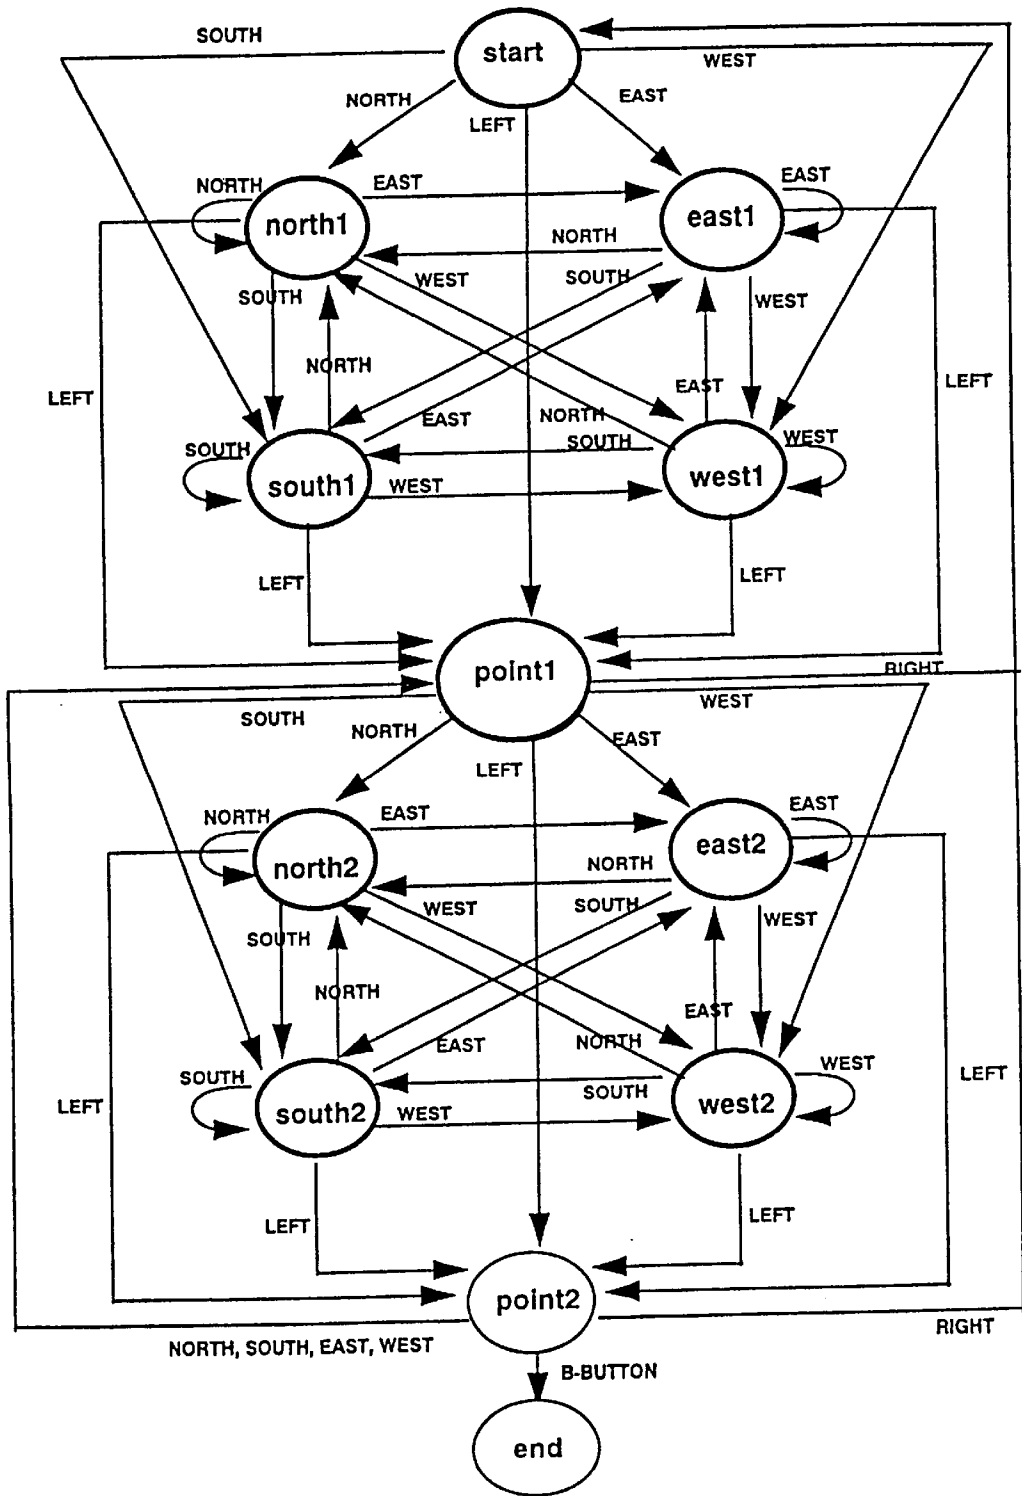 SOUTH
start
WEST
NORTH
EAST
LEFT
NORTH
EAST
EAST
north1
east1
NORTH
SOUTH
WEST
SOUTH
WEST
NORTH
LEFT
LEFT
EAST
EAST
NORTH
SOUTH
SOUTH
WEST
south1
west1
WEST
LEFT
LEFT
point1
RIGHT
SOUTH
WEST
NORTH
EAST
LEFT
NORTH
EAST
EAST
north2
east2
NORTH
WEST
SOUTH
WEST
SOUTH
NORTH
EAST
EAST
NORTH
SOUTH
WEST
LEFT
LEFT
SOUTH
south2
west2
WEST
LEFT
LEFT
point2
NORTH, SOUTH, EAST, WEST
RIGHT
B-BUTTON
end